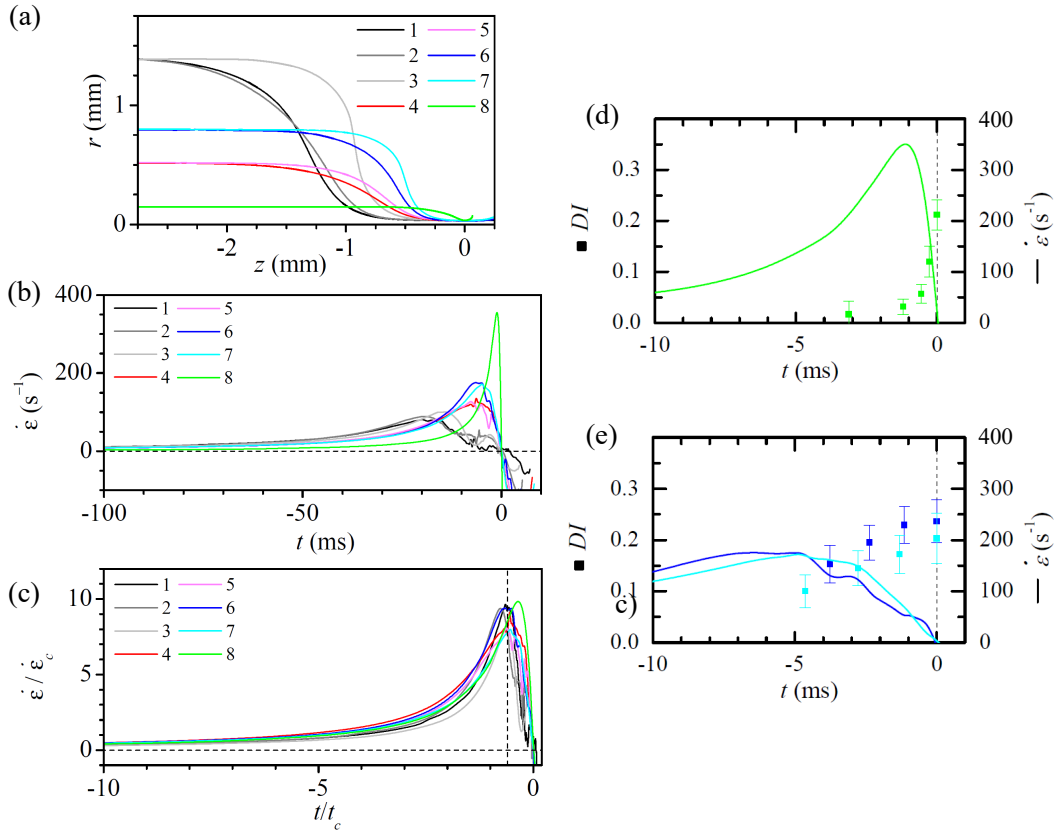 (a)
r (mm)
1
0
1 5
2 6
3 7
4 8
-2 -1 0
z (mm)
(b)
ε̇ (s⁻¹)
400
200
0
1 5
2 6
3 7
4 8
-100 -50 0
t (ms)
(c)
ε̇ / ε̇c
10
5
0
1 5
2 6
3 7
4 8
-10 -5 0
t/tc
(d)
■ DI
0.3
0.2
0.1
0.0
400
300
200
100
0
— ε̇ (s⁻¹)
-10 -5 0
t (ms)
(e)
■ DI
0.3
0.2
0.1
0.0
400
300
200
100
0
— ε̇ (s⁻¹)
c)
-10 -5 0
t (ms)